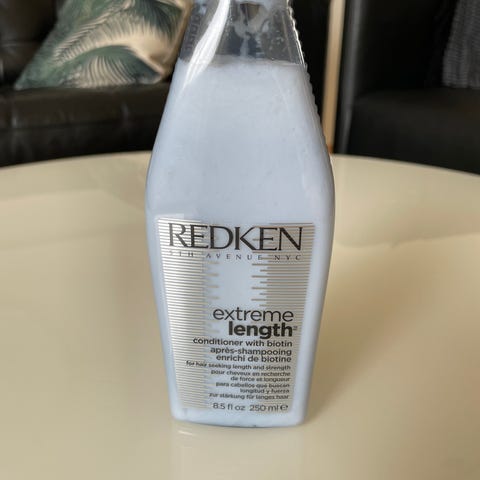 REDKEN
5TH AVENUE NYC
extreme
length
conditioner with biotin
après-shampooing
enrichi de biotine
for hair seeking length and strength
pour cheveux en recherche
de force et longueur
para cabellos que buscan
longitud y fuerza
zur stärkung für langes haar
8.5 fl oz 250 ml ℮